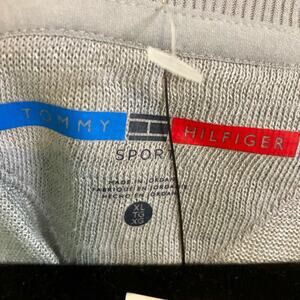 TOMMY HILFIGER
SPORT
MADE IN JORDAN
FABRIQUÉ EN JORDANIE
HECHO EN JORDANIA
XL
TG
XG